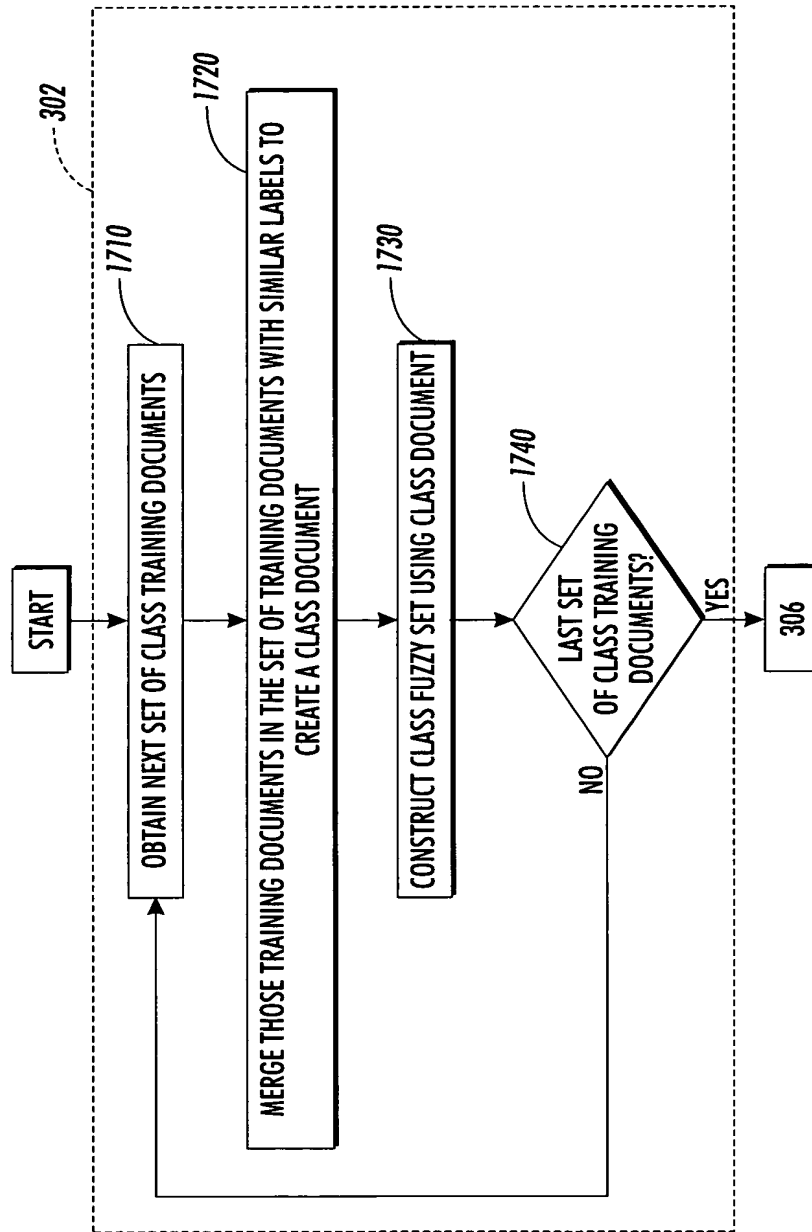 START
302
1710
OBTAIN NEXT SET OF CLASS TRAINING DOCUMENTS
1720
MERGE THOSE TRAINING DOCUMENTS IN THE SET OF TRAINING DOCUMENTS WITH SIMILAR LABELS TO
CREATE A CLASS DOCUMENT
1730
CONSTRUCT CLASS FUZZY SET USING CLASS DOCUMENT
1740
LAST SET
OF CLASS TRAINING
DOCUMENTS?
NO
YES
306